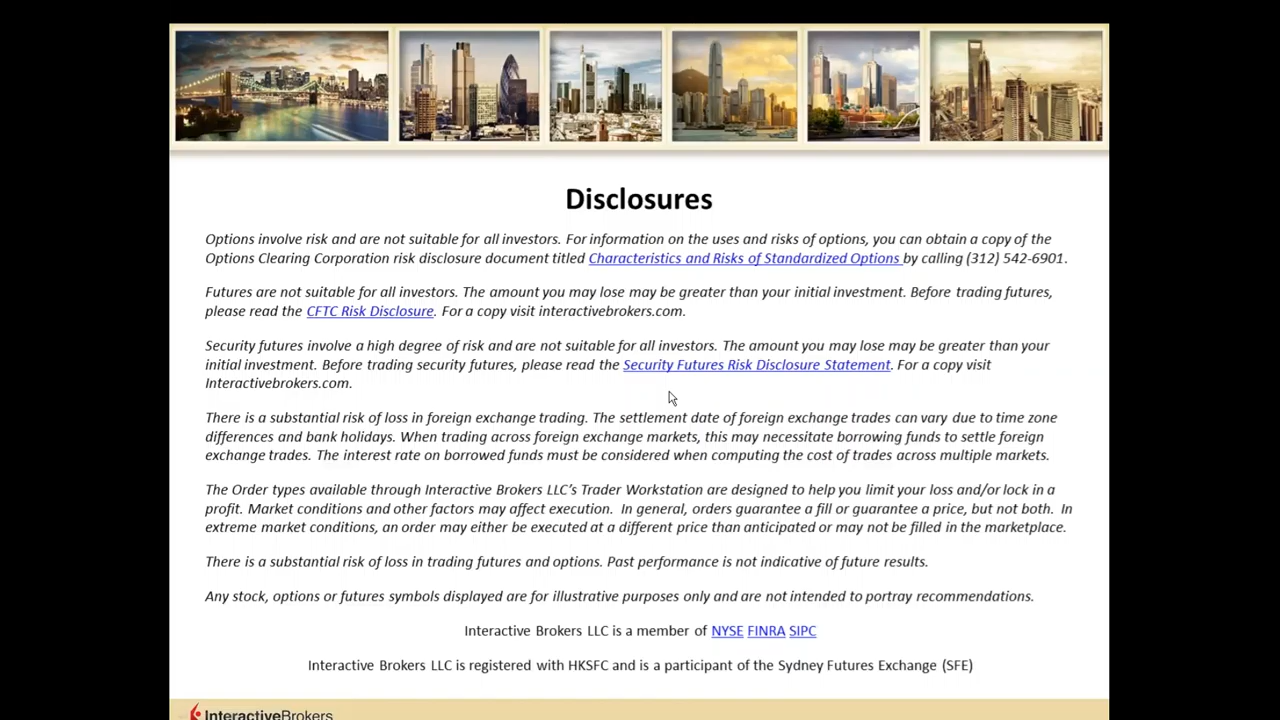 Disclosures
Options involve risk and are not suitable for all investors. For information on the uses and risks of options, you can obtain a copy of the
Options Clearing Corporation risk disclosure document titled Characteristics and Risks of Standardized Options by calling (312) 542-6901.
Futures are not suitable for all investors. The amount you may lose may be greater than your initial investment. Before trading futures,
please read the CFTC Risk Disclosure. For a copy visit interactivebrokers.com.
Security futures involve a high degree of risk and are not suitable for all investors. The amount you may lose may be greater than your
initial investment. Before trading security futures, please read the Security Futures Risk Disclosure Statement. For a copy visit
Interactivebrokers.com.
There is a substantial risk of loss in foreign exchange trading. The settlement date of foreign exchange trades can vary due to time zone
differences and bank holidays. When trading across foreign exchange markets, this may necessitate borrowing funds to settle foreign
exchange trades. The interest rate on borrowed funds must be considered when computing the cost of trades across multiple markets.
The Order types available through Interactive Brokers LLC’s Trader Workstation are designed to help you limit your loss and/or lock in a
profit. Market conditions and other factors may affect execution. In general, orders guarantee a fill or guarantee a price, but not both. In
extreme market conditions, an order may either be executed at a different price than anticipated or may not be filled in the marketplace.
There is a substantial risk of loss in trading futures and options. Past performance is not indicative of future results.
Any stock, options or futures symbols displayed are for illustrative purposes only and are not intended to portray recommendations.
Interactive Brokers LLC is a member of NYSE FINRA SIPC
Interactive Brokers LLC is registered with HKSFC and is a participant of the Sydney Futures Exchange (SFE)
InteractiveBrokers